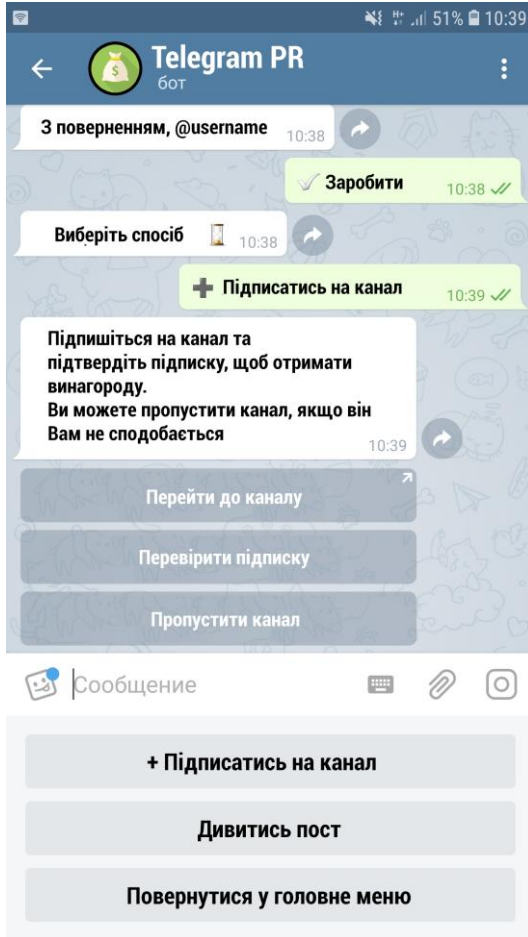 51% 10:39
Telegram PR
бот
З поверненням, @username 10:38
Заробити 10:38
Виберіть спосіб 10:38
Підписатись на канал 10:39
Підпишіться на канал та
підтвердіть підписку, щоб отримати
винагороду.
Ви можете пропустити канал, якщо він
Вам не сподобається
10:39
Перейти до каналу
Перевірити підписку
Пропустити канал
Сообщение
+ Підписатись на канал
Дивитись пост
Повернутися у головне меню